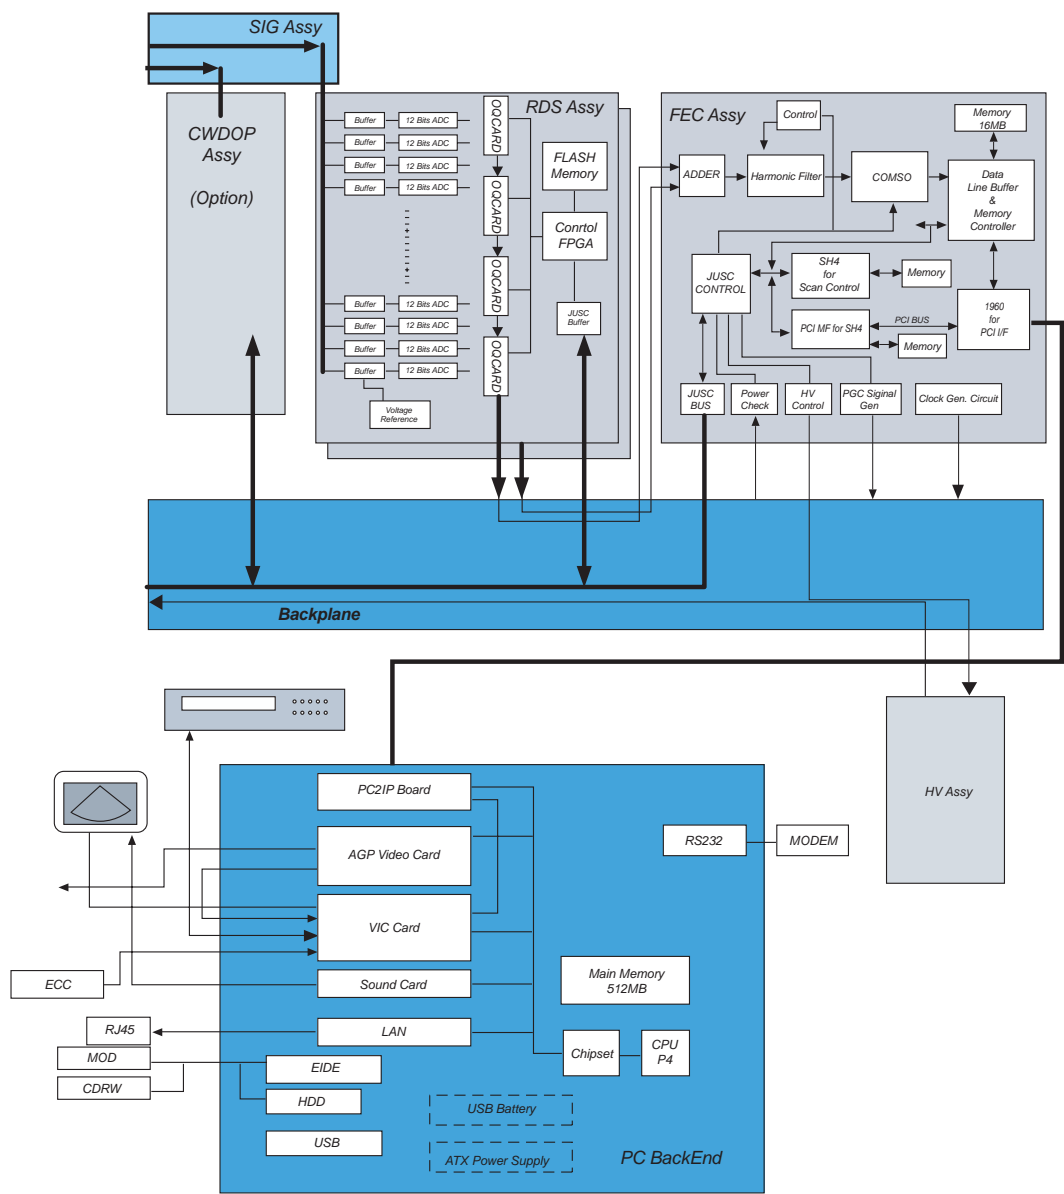 SIG Assy
CWDOP
Assy
(Option)
RDS Assy
Buffer
12 Bits ADC
Buffer
12 Bits ADC
Buffer
12 Bits ADC
Buffer
12 Bits ADC
Buffer
12 Bits ADC
Buffer
12 Bits ADC
Buffer
12 Bits ADC
Buffer
12 Bits ADC
Voltage
Reference
OQCARD
OQCARD
OQCARD
OQCARD
FLASH
Memory
Conrtol
FPGA
JUSC
Buffer
FEC Assy
Control
Memory
16MB
ADDER
Harmonic Filter
COMSO
Data
Line Buffer
&
Memory
Controller
JUSC
CONTROL
SH4
for
Scan Control
Memory
PCI MF for SH4
PCI BUS
Memory
1960
for
PCI I/F
JUSC
BUS
Power
Check
HV
Control
PGC Siginal
Gen
Clock Gen. Circuit
Backplane
HV Assy
PC2IP Board
AGP Video Card
VIC Card
Sound Card
LAN
EIDE
HDD
USB
RS232
MODEM
Main Memory
512MB
Chipset
CPU
P4
USB Battery
ATX Power Supply
PC BackEnd
ECC
RJ45
MOD
CDRW